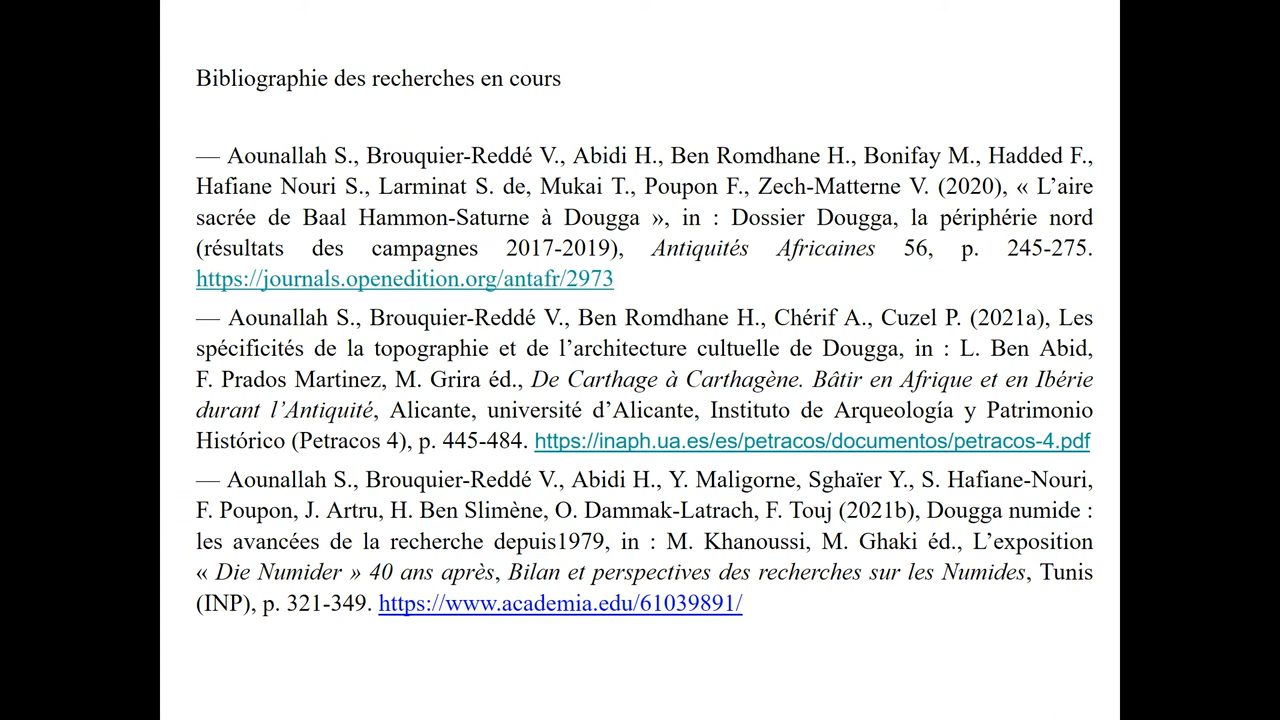 Bibliographie des recherches en cours
— Aounallah S., Brouquier-Reddé V., Abidi H., Ben Romdhane H., Bonifay M., Hadded F.,
Hafiane Nouri S., Larminat S. de, Mukai T., Poupon F., Zech-Matterne V. (2020), « L’aire
sacrée de Baal Hammon-Saturne à Dougga », in : Dossier Dougga, la périphérie nord
(résultats des campagnes 2017-2019), Antiquités Africaines 56, p. 245-275.
https://journals.openedition.org/antafr/2973
— Aounallah S., Brouquier-Reddé V., Ben Romdhane H., Chérif A., Cuzel P. (2021a), Les
spécificités de la topographie et de l’architecture cultuelle de Dougga, in : L. Ben Abid,
F. Prados Martinez, M. Grira éd., De Carthage à Carthagène. Bâtir en Afrique et en Ibérie
durant l’Antiquité, Alicante, université d’Alicante, Instituto de Arqueología y Patrimonio
Histórico (Petracos 4), p. 445-484. https://inaph.ua.es/es/petracos/documentos/petracos-4.pdf
— Aounallah S., Brouquier-Reddé V., Abidi H., Y. Maligorne, Sghaïer Y., S. Hafiane-Nouri,
F. Poupon, J. Artru, H. Ben Slimène, O. Dammak-Latrach, F. Touj (2021b), Dougga numide :
les avancées de la recherche depuis1979, in : M. Khanoussi, M. Ghaki éd., L’exposition
« Die Numider » 40 ans après, Bilan et perspectives des recherches sur les Numides, Tunis
(INP), p. 321-349. https://www.academia.edu/61039891/